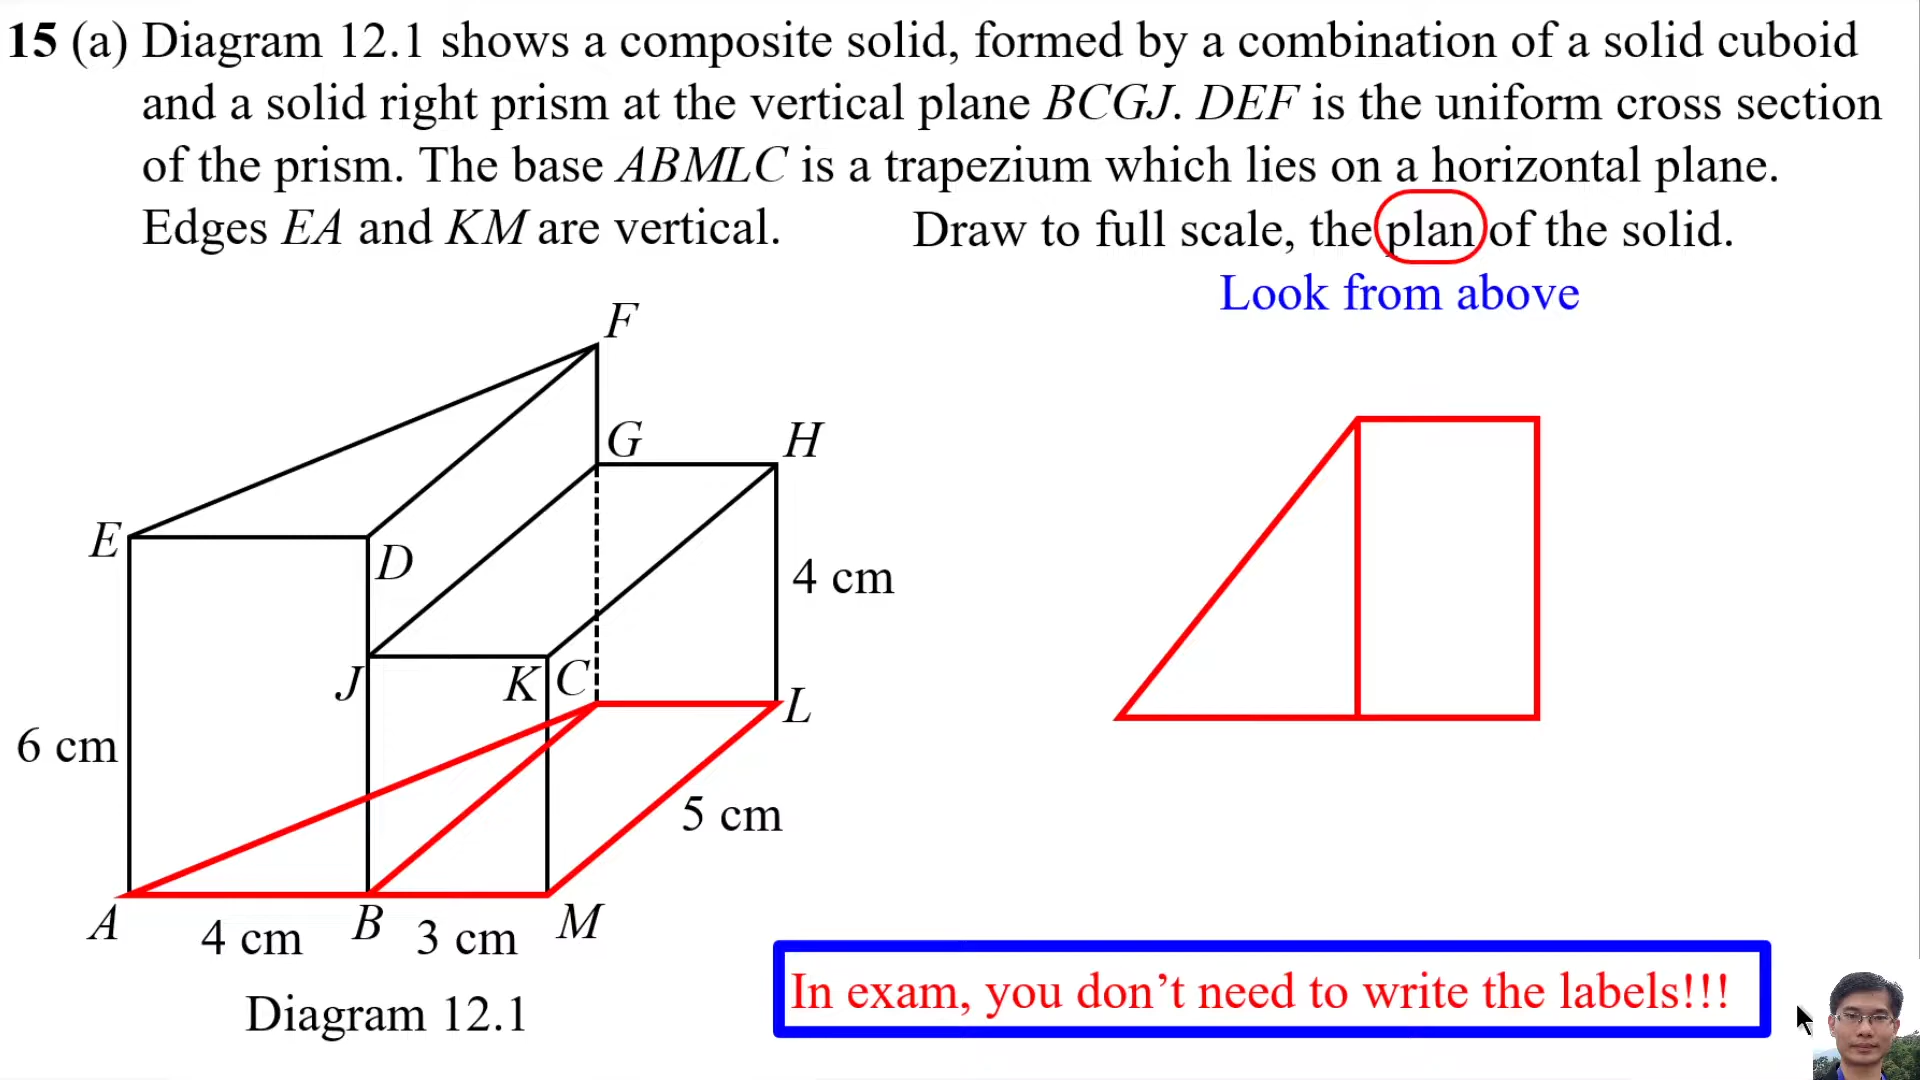 15 (a) Diagram 12.1 shows a composite solid, formed by a combination of a solid cuboid
and a solid right prism at the vertical plane BCGJ. DEF is the uniform cross section
of the prism. The base ABMLC is a trapezium which lies on a horizontal plane.
Edges EA and KM are vertical. Draw to full scale, the plan of the solid.
Look from above
F
G
H
E
D
4 cm
J
K
C
L
6 cm
5 cm
A
B
M
4 cm
3 cm
In exam, you don’t need to write the labels!!!
Diagram 12.1